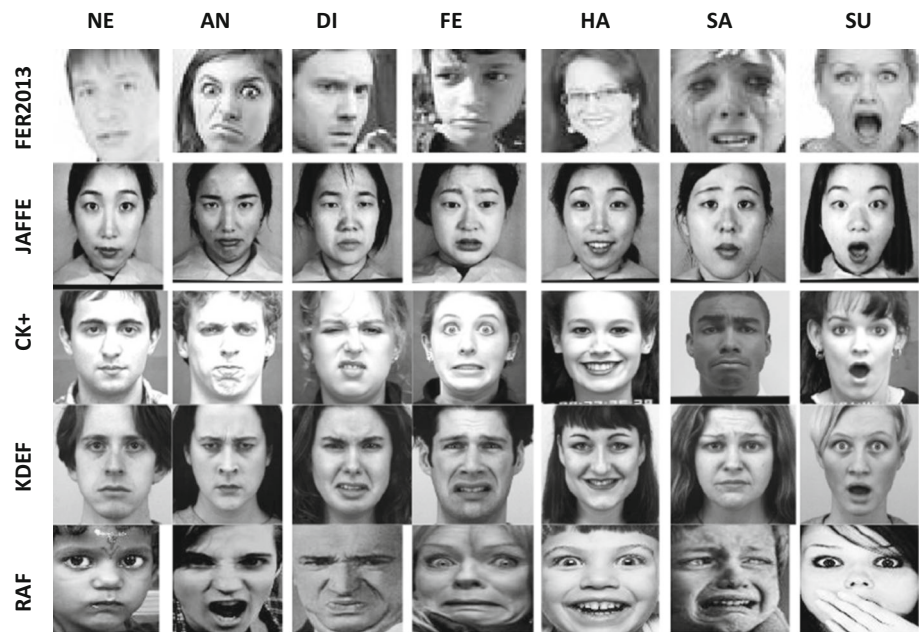 NE AN DI FE HA SA SU
FER2013
JAFFE
CK+
KDEF
RAF